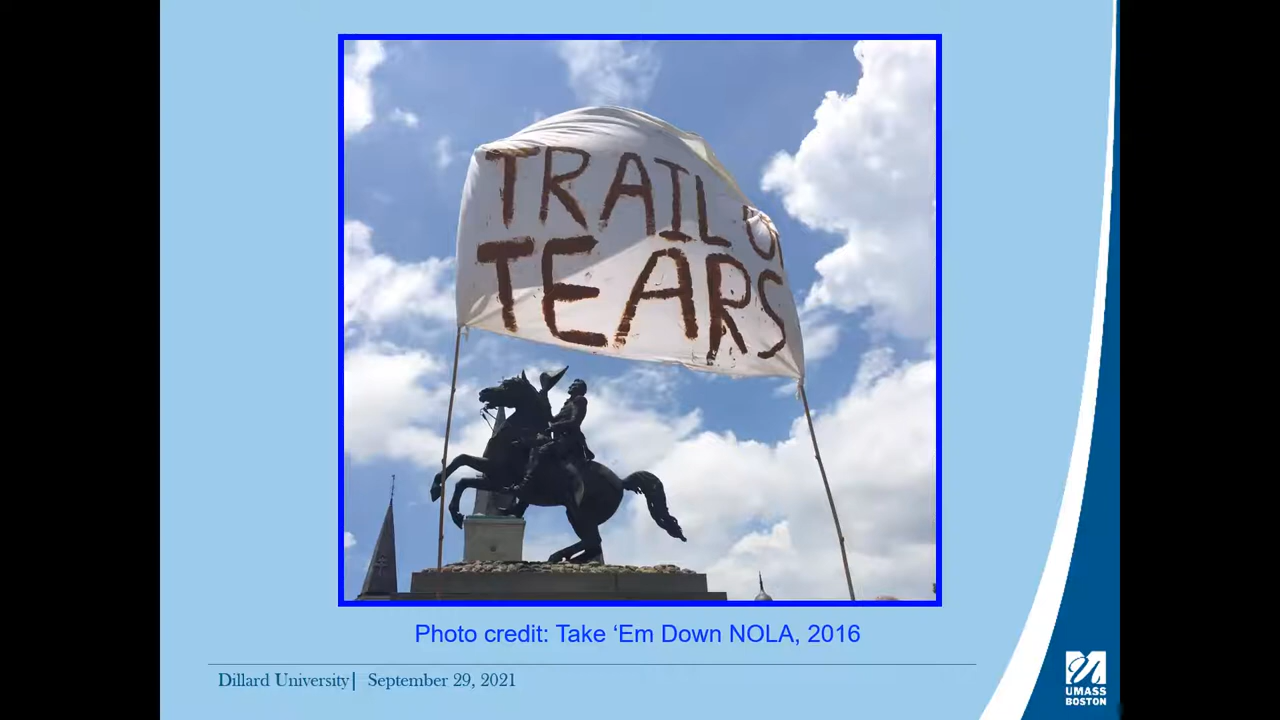 TRAIL O
TEARS
Photo credit: Take ‘Em Down NOLA, 2016
Dillard University| September 29, 2021
UMASS
BOSTON